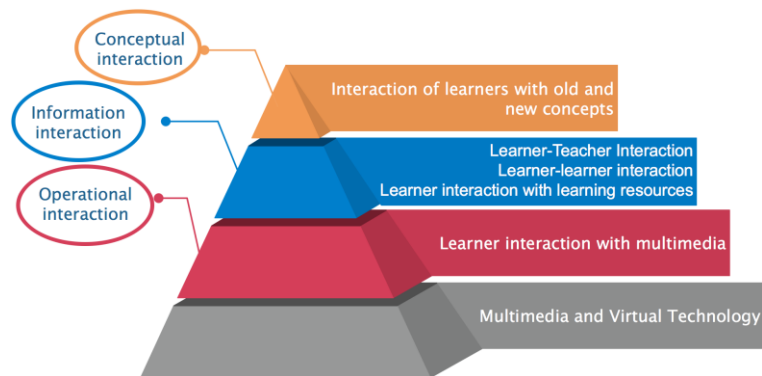 Conceptual
interaction
Interaction of learners with old and
new concepts
Information
interaction
Learner-Teacher Interaction
Learner-learner interaction
Learner interaction with learning resources
Operational
interaction
Learner interaction with multimedia
Multimedia and Virtual Technology